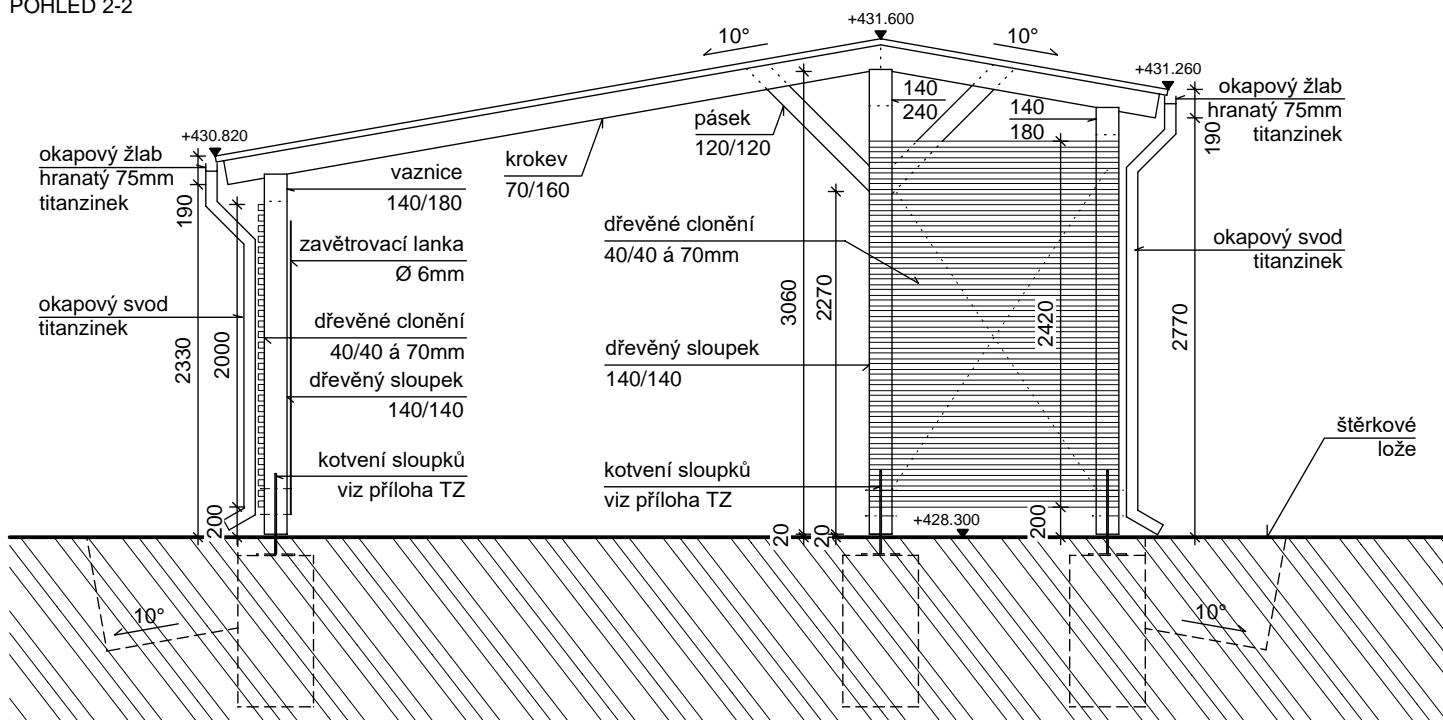 POHLED 2-2
+431.600
10°
10°
+431.260
okapový žlab
hranatý 75mm
titanzinek
190
140
240
140
180
pásek
120/120
+430.820
okapový žlab
hranatý 75mm
titanzinek
190
krokev
70/160
vaznice
140/180
zavětrovací lanka
Ø 6mm
dřevěné clonění
40/40 á 70mm
okapový svod
titanzinek
okapový svod
titanzinek
dřevěné clonění
40/40 á 70mm
dřevěný sloupek
140/140
dřevěný sloupek
140/140
2330
2000
3060
2270
2420
2770
štěrkové
lože
kotvení sloupků
viz příloha TZ
kotvení sloupků
viz příloha TZ
200
20
20
+428.300
200
10°
10°